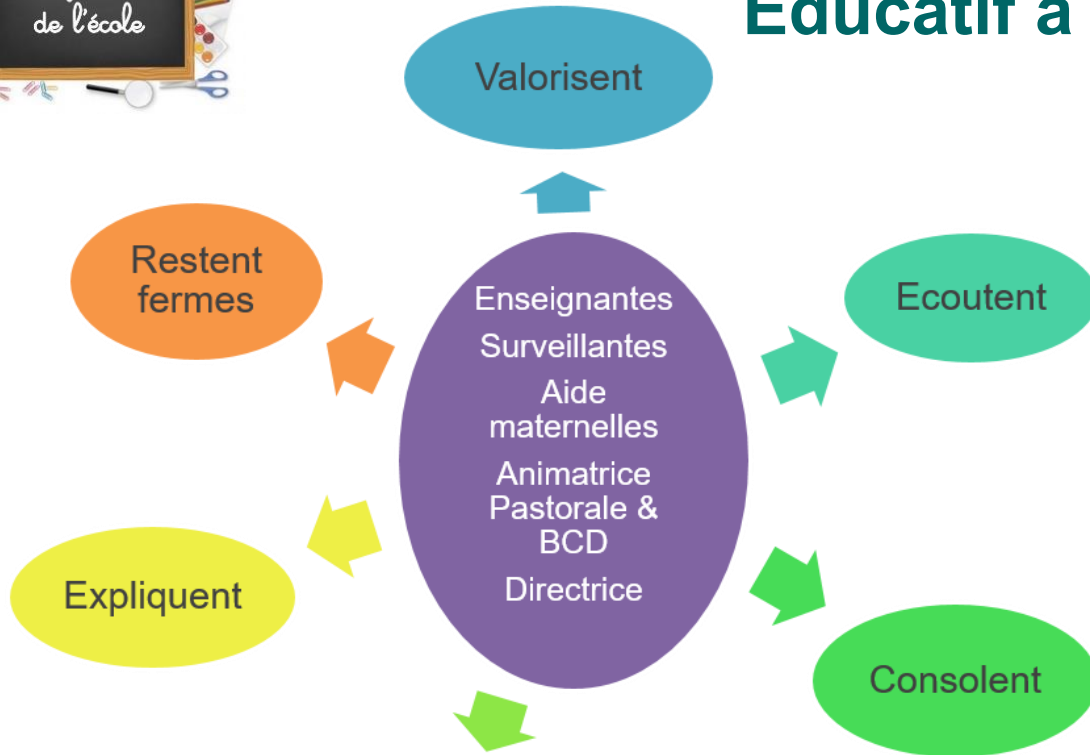 de l'école
Educatif à
Valorisent
Restent
fermes
Ecoutent
Enseignantes
Surveillantes
Aide
maternelles
Animatrice
Pastorale &
BCD
Directrice
Expliquent
Consolent